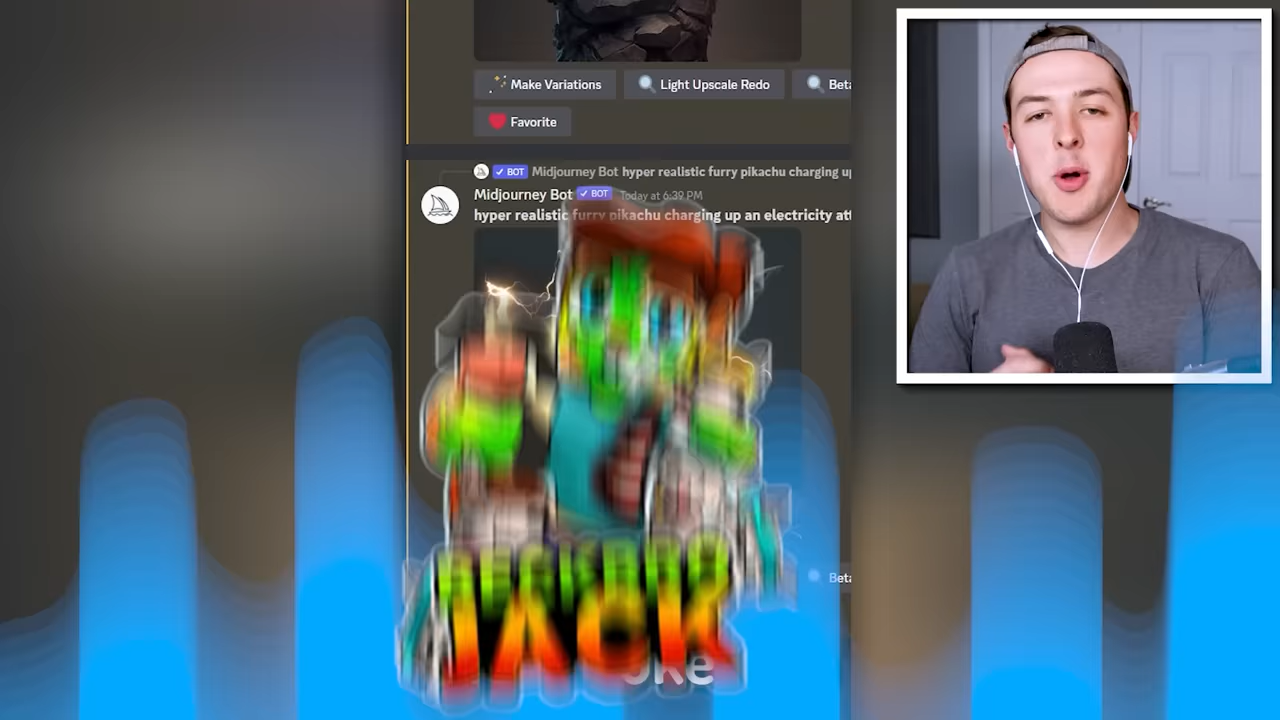 Make Variations
Light Upscale Redo
Beta
Favorite
BOT Midjourney Bot hyper realistic furry pikachu charging up
Midjourney Bot BOT Today at 6:39 PM
hyper realistic furry pikachu charging up an electricity att
Beta
JACK
oke